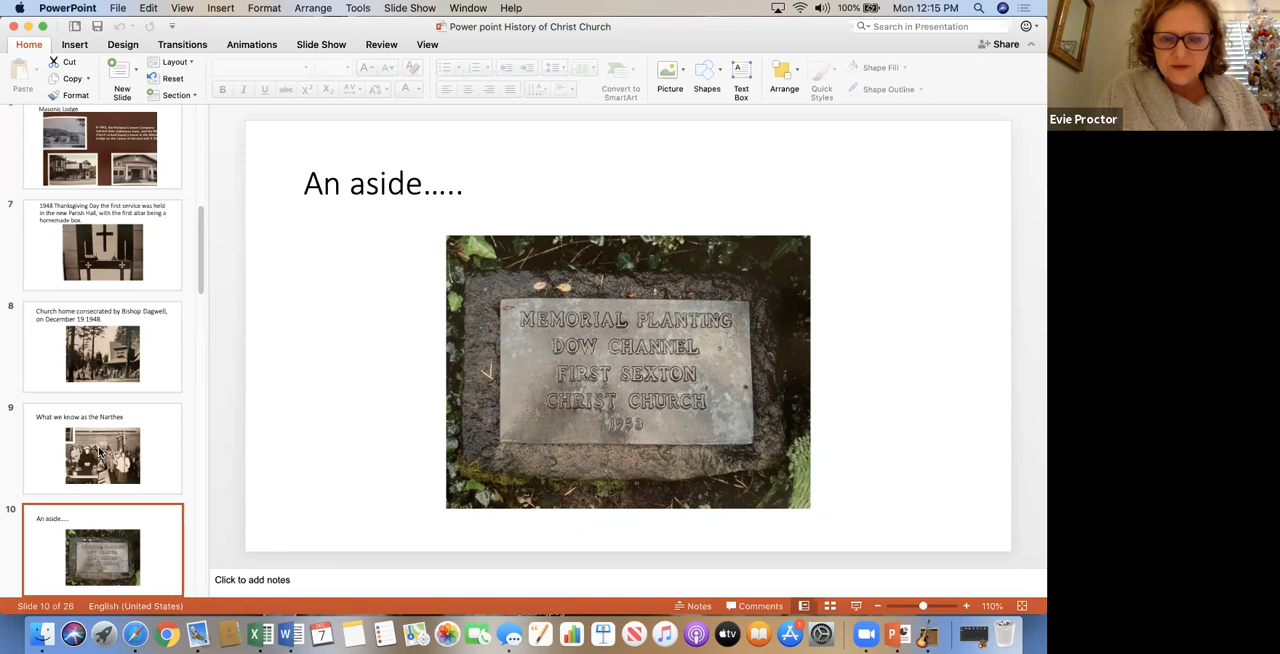 PowerPoint File Edit View Insert Format Arrange Tools Slide Show Window Help
100% Mon 12:15 PM
Power point History of Christ Church
Search in Presentation
Home Insert Design Transitions Animations Slide Show Review View
Share
Paste
Cut
Copy
Format
New
Slide
Layout
Reset
Section
Convert to
SmartArt
Picture
Shapes
Text
Box
Arrange
Quick
Styles
Shape Fill
Shape Outline
Evie Proctor
Masonic Lodge
7
1948 Thanksgiving Day the first service was held
in the new Parish Hall, with the first altar being a
homemade box.
8
Church home consecrated by Bishop Dagwell,
on December 19 1948.
9
What we know as the Narthex
10
An aside.....
An aside.....
MEMORIAL PLANTING
DOW CHANNEL
FIRST SEXTON
CHRIST CHURCH
1953
Click to add notes
Slide 10 of 26 English (United States)
Notes Comments 110%